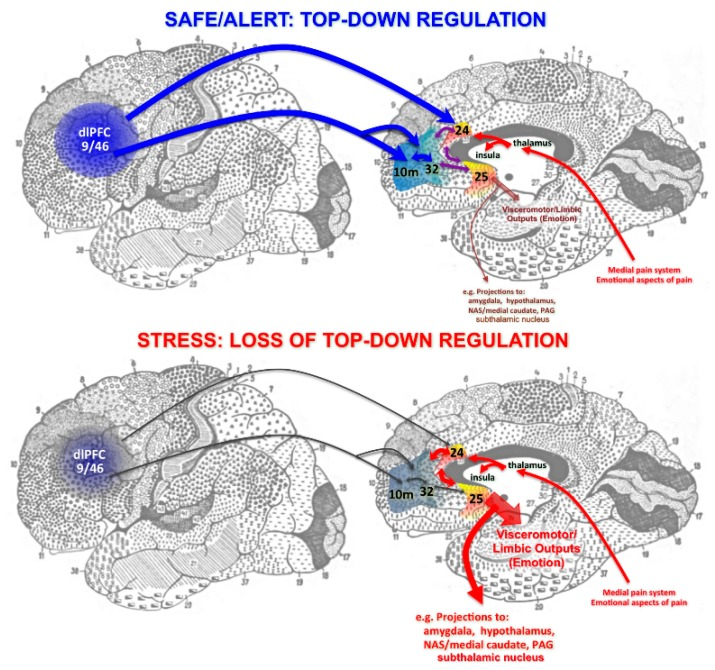 SAFE/ALERT: TOP-DOWN REGULATION
dlPFC
9/46
24
thalamus
insula
10m
32
25
Visceromotor/Limbic
Outputs (Emotion)
Medial pain system
Emotional aspects of pain
e.g. Projections to:
amygdala, hypothalamus,
NAS/medial caudate, PAG
subthalamic nucleus
STRESS: LOSS OF TOP-DOWN REGULATION
dlPFC
9/46
24
thalamus
insula
10m
32
25
Visceromotor/
Limbic Outputs
(Emotion)
Medial pain system
Emotional aspects of pain
e.g. Projections to:
amygdala, hypothalamus,
NAS/medial caudate, PAG
subthalamic nucleus